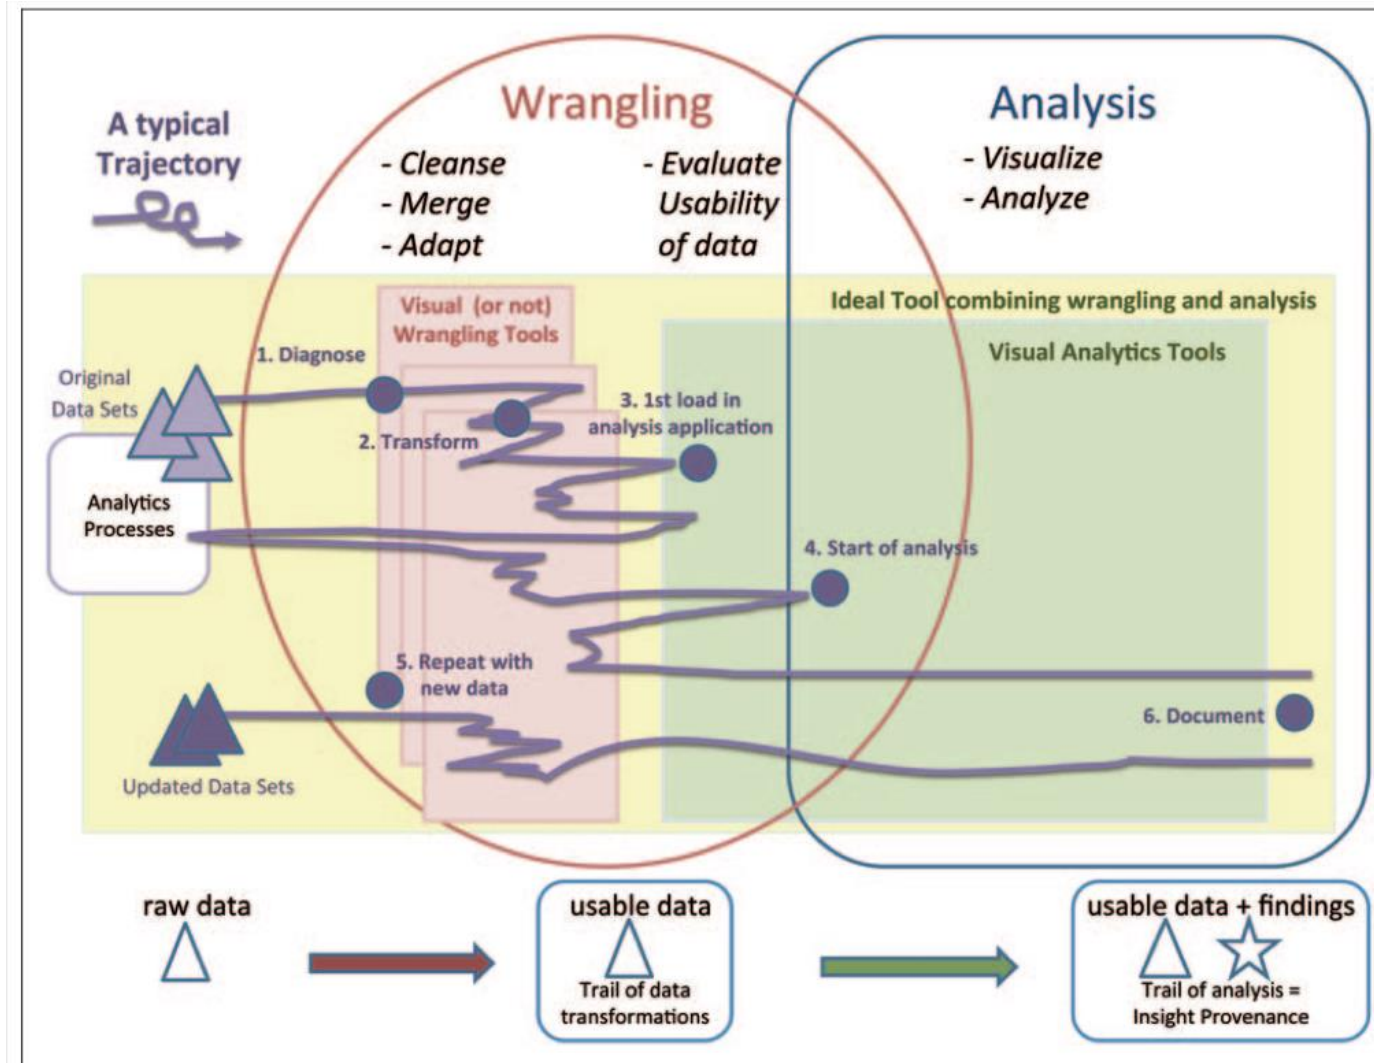 Wrangling
Analysis
A typical
Trajectory
- Cleanse
- Merge
- Adapt
- Evaluate
Usability
of data
- Visualize
- Analyze
Visual (or not)
Wrangling Tools
Ideal Tool combining wrangling and analysis
Visual Analytics Tools
1. Diagnose
Original
Data Sets
2. Transform
3. 1st load in
analysis application
Analytics
Processes
4. Start of analysis
5. Repeat with
new data
6. Document
Updated Data Sets
raw data
usable data
Trail of data
transformations
usable data + findings
Trail of analysis =
Insight Provenance